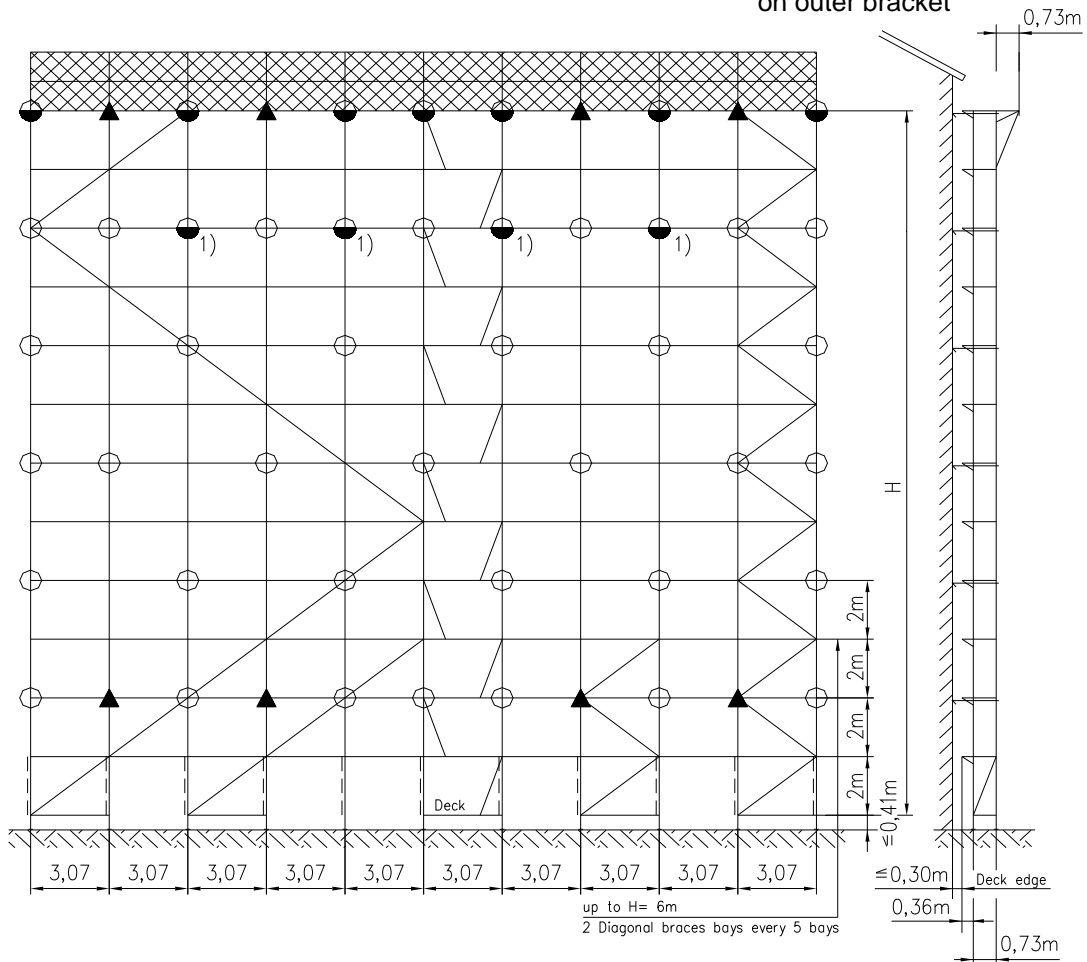 on outer bracket
0,73m
1)
1)
1)
1)
H
2m
2m
2m
2m
≤0,41m
Deck
3,07
3,07
3,07
3,07
3,07
3,07
3,07
3,07
3,07
3,07
≤0,30m
Deck edge
0,36m
0,73m
up to H= 6m
2 Diagonal braces bays every 5 bays